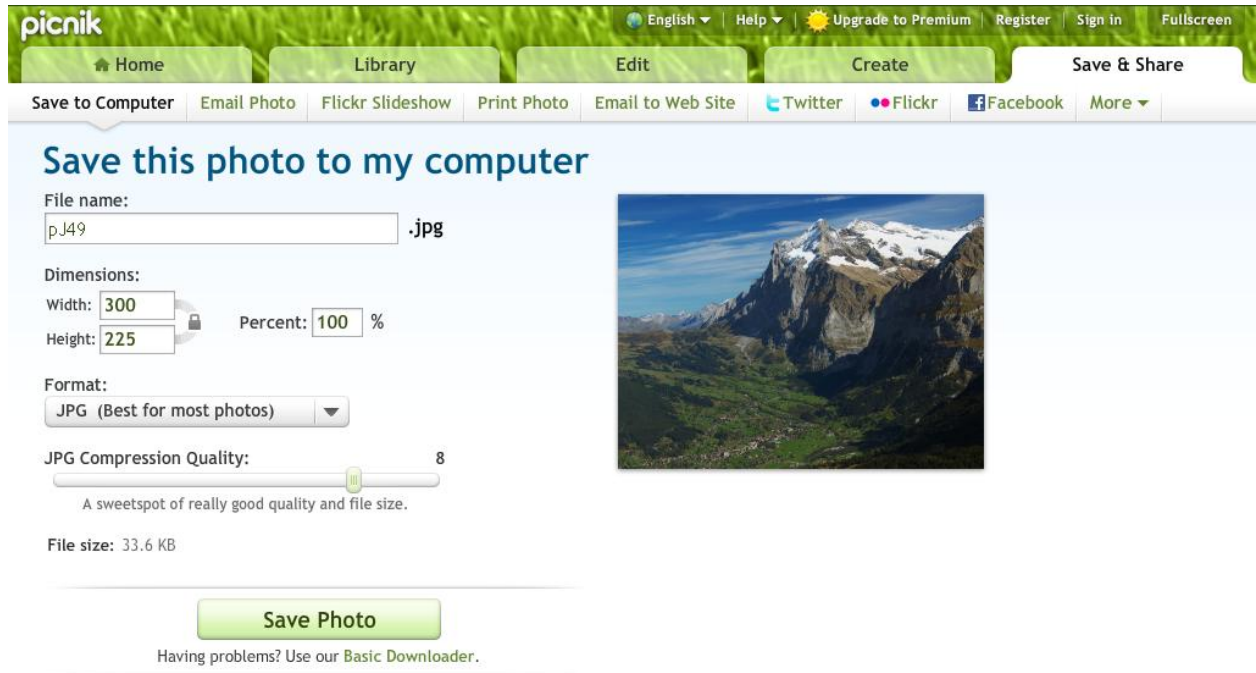 picnik
English Help Upgrade to Premium Register Sign in Fullscreen
Home Library Edit Create Save & Share
Save to Computer Email Photo Flickr Slideshow Print Photo Email to Web Site Twitter Flickr Facebook More
Save this photo to my computer
File name:
pJ49 .jpg
Dimensions:
Width: 300
Height: 225
Percent: 100 %
Format:
JPG (Best for most photos)
JPG Compression Quality: 8
A sweetspot of really good quality and file size.
File size: 33.6 KB
Save Photo
Having problems? Use our Basic Downloader.